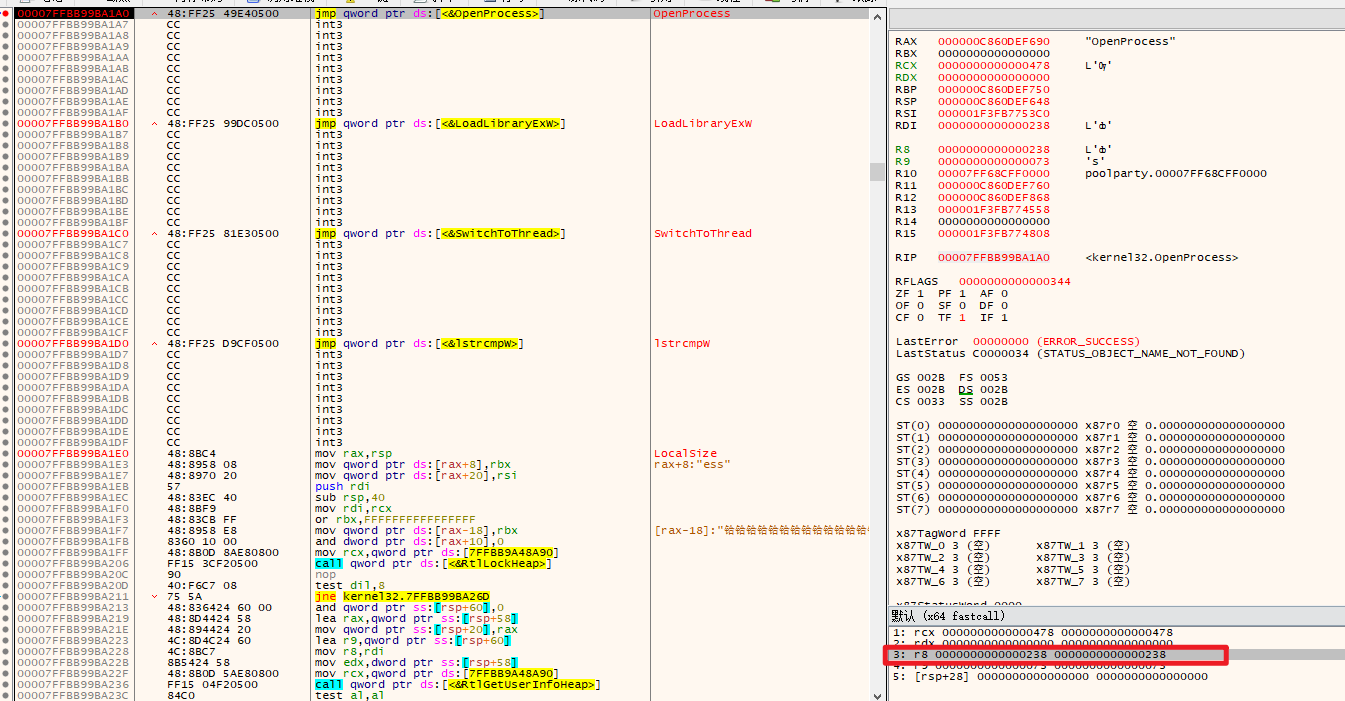 00007FFBB99BA1A0 48:FF25 49E40500 jmp qword ptr ds:[<&OpenProcess>] OpenProcess
00007FFBB99BA1A7 CC int3
00007FFBB99BA1A8 CC int3
00007FFBB99BA1A9 CC int3
00007FFBB99BA1AA CC int3
00007FFBB99BA1AB CC int3
00007FFBB99BA1AC CC int3
00007FFBB99BA1AD CC int3
00007FFBB99BA1AE CC int3
00007FFBB99BA1AF CC int3
00007FFBB99BA1B0 48:FF25 99DC0500 jmp qword ptr ds:[<&LoadLibraryExW>] LoadLibraryExW
00007FFBB99BA1B7 CC int3
00007FFBB99BA1B8 CC int3
00007FFBB99BA1B9 CC int3
00007FFBB99BA1BA CC int3
00007FFBB99BA1BB CC int3
00007FFBB99BA1BC CC int3
00007FFBB99BA1BD CC int3
00007FFBB99BA1BE CC int3
00007FFBB99BA1BF CC int3
00007FFBB99BA1C0 48:FF25 81E30500 jmp qword ptr ds:[<&SwitchToThread>] SwitchToThread
00007FFBB99BA1C7 CC int3
00007FFBB99BA1C8 CC int3
00007FFBB99BA1C9 CC int3
00007FFBB99BA1CA CC int3
00007FFBB99BA1CB CC int3
00007FFBB99BA1CC CC int3
00007FFBB99BA1CD CC int3
00007FFBB99BA1CE CC int3
00007FFBB99BA1CF CC int3
00007FFBB99BA1D0 48:FF25 D9CF0500 jmp qword ptr ds:[<&lstrcmpW>] lstrcmpW
00007FFBB99BA1D7 CC int3
00007FFBB99BA1D8 CC int3
00007FFBB99BA1D9 CC int3
00007FFBB99BA1DA CC int3
00007FFBB99BA1DB CC int3
00007FFBB99BA1DC CC int3
00007FFBB99BA1DD CC int3
00007FFBB99BA1DE CC int3
00007FFBB99BA1DF CC int3
00007FFBB99BA1E0 48:8BC4 mov rax,rsp LocalSize
00007FFBB99BA1E3 48:8958 08 mov qword ptr ds:[rax+8],rbx rax+8:"ess"
00007FFBB99BA1E7 48:8970 20 mov qword ptr ds:[rax+20],rsi
00007FFBB99BA1EB 57 push rdi
00007FFBB99BA1EC 48:83EC 40 sub rsp,40
00007FFBB99BA1F0 48:8BF9 mov rdi,rcx
00007FFBB99BA1F3 48:83CB FF or rbx,FFFFFFFFFFFFFFFF
00007FFBB99BA1F7 48:8958 E8 mov qword ptr ds:[rax-18],rbx [rax-18]:"
00007FFBB99BA1FB 8360 10 00 and dword ptr ds:[rax+10],0
00007FFBB99BA1FF 48:8B0D 8AE80800 mov rcx,qword ptr ds:[7FFBB9A48A90]
00007FFBB99BA206 FF15 3CF20500 call qword ptr ds:[<&RtlLockHeap>]
00007FFBB99BA20C 90 nop
00007FFBB99BA20D 40:F6C7 08 test dil,8
00007FFBB99BA211 75 5A jne kernel32.7FFBB99BA26D
00007FFBB99BA213 48:836424 60 00 and qword ptr ss:[rsp+60],0
00007FFBB99BA219 48:8D4424 58 lea rax,qword ptr ss:[rsp+58]
00007FFBB99BA21E 48:894424 20 mov qword ptr ss:[rsp+20],rax
00007FFBB99BA223 4C:8D4C24 60 lea r9,qword ptr ss:[rsp+60]
00007FFBB99BA228 4C:8BC7 mov r8,rdi
00007FFBB99BA22B 8B5424 58 mov edx,dword ptr ss:[rsp+58]
00007FFBB99BA22F 48:8B0D 5AE80800 mov rcx,qword ptr ds:[7FFBB9A48A90]
00007FFBB99BA236 FF15 04F20500 call qword ptr ds:[<&RtlGetUserInfoHeap>]
00007FFBB99BA23C 84C0 test al,al
RAX 000000C860DEF690 "OpenProcess"
RBX 0000000000000000
RCX 0000000000000478 L'Ѹ'
RDX 0000000000000000
RBP 000000C860DEF750
RSP 000000C860DEF648
RSI 000001F3FB7753C0
RDI 0000000000000238 L'ȸ'
R8 0000000000000238 L'ȸ'
R9 0000000000000073 's'
R10 00007FF68CFF0000 poolparty.00007FF68CFF0000
R11 000000C860DEF760
R12 000000C860DEF868
R13 000001F3FB774558
R14 0000000000000000
R15 000001F3FB774808
RIP 00007FFBB99BA1A0 <kernel32.OpenProcess>
RFLAGS 0000000000000344
ZF 1 PF 1 AF 0
OF 0 SF 0 DF 0
CF 0 TF 1 IF 1
LastError 00000000 (ERROR_SUCCESS)
LastStatus C0000034 (STATUS_OBJECT_NAME_NOT_FOUND)
GS 002B FS 0053
ES 002B DS 002B
CS 0033 SS 002B
ST(0) 00000000000000000000 x87r0 空 0.000000000000000000
ST(1) 00000000000000000000 x87r1 空 0.000000000000000000
ST(2) 00000000000000000000 x87r2 空 0.000000000000000000
ST(3) 00000000000000000000 x87r3 空 0.000000000000000000
ST(4) 00000000000000000000 x87r4 空 0.000000000000000000
ST(5) 00000000000000000000 x87r5 空 0.000000000000000000
ST(6) 00000000000000000000 x87r6 空 0.000000000000000000
ST(7) 00000000000000000000 x87r7 空 0.000000000000000000
x87TagWord FFFF
x87TW_0 3 (空) x87TW_1 3 (空)
x87TW_2 3 (空) x87TW_3 3 (空)
x87TW_4 3 (空) x87TW_5 3 (空)
x87TW_6 3 (空) x87TW_7 3 (空)
x87StatusWord 0000
默认 (x64 fastcall)
1: rcx 0000000000000478 0000000000000478
2: rdx 0000000000000000 0000000000000000
3: r8 0000000000000238 0000000000000238
4: r9 0000000000000073 0000000000000073
5: [rsp+28] 0000000000000000 0000000000000000